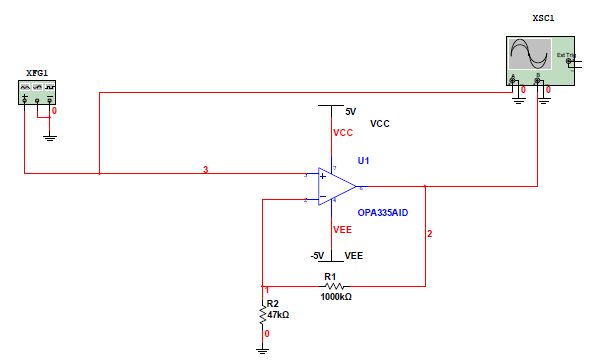 XSC1
Ext Trig
A
B
0
0
XFG1
0
5V
VCC
VCC
U1
3
3
7
6
2
4
OPA335AID
VEE
2
-5V
VEE
R1
1
1000kΩ
R2
47kΩ
0